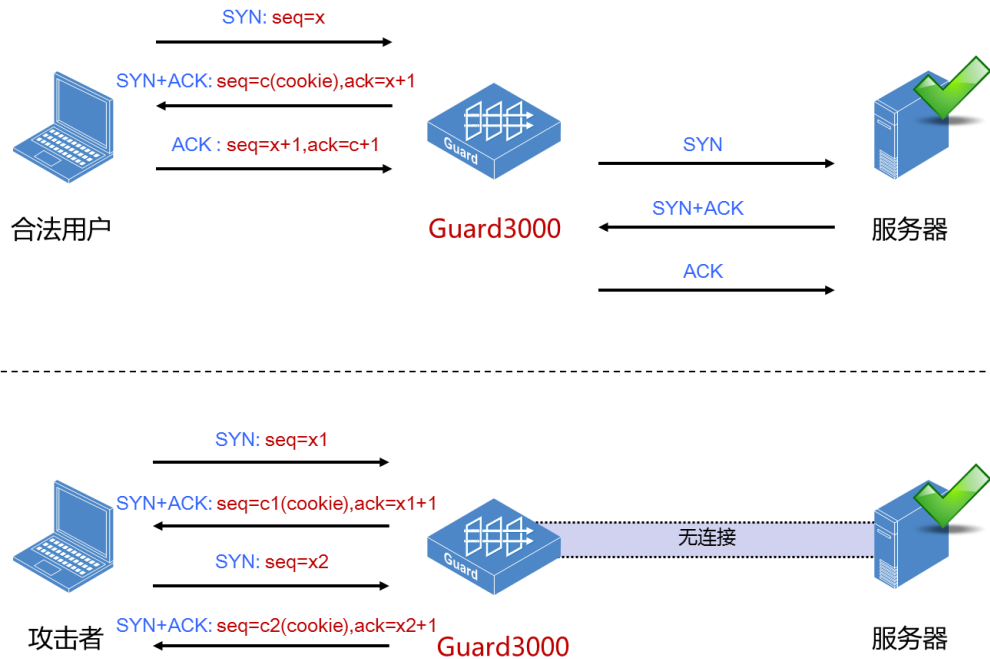 SYN: seq=x
SYN+ACK: seq=c(cookie),ack=x+1
ACK : seq=x+1,ack=c+1
Guard
SYN
SYN+ACK
ACK
合法用户
Guard3000
服务器
SYN: seq=x1
SYN+ACK: seq=c1(cookie),ack=x1+1
SYN: seq=x2
SYN+ACK: seq=c2(cookie),ack=x2+1
Guard
无连接
攻击者
Guard3000
服务器